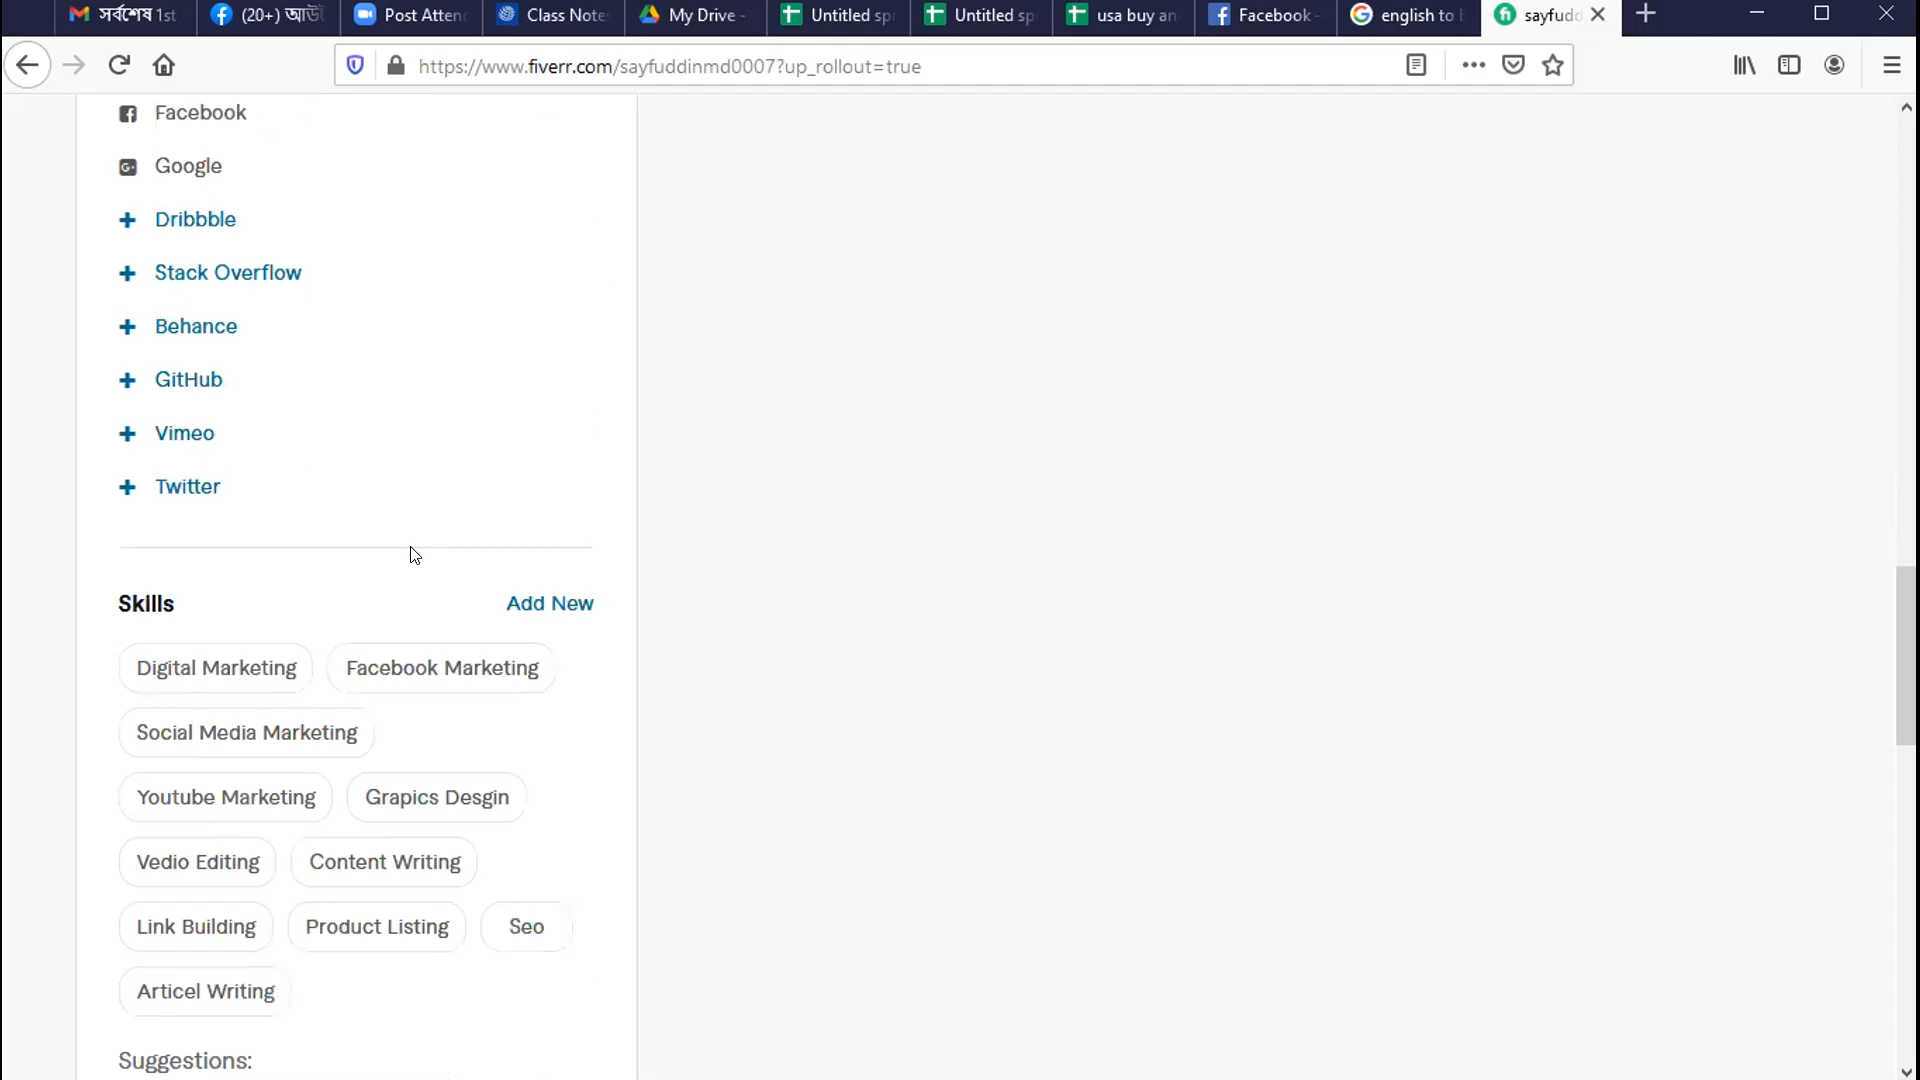 সর্বশেষ 1st
(20+) আউ
Post Atten
Class Note
My Drive -
Untitled sp
Untitled sp
usa buy an
Facebook -
english to b
sayfudd
https://www.fiverr.com/sayfuddinmd0007?up_rollout=true
Facebook
Google
Dribbble
Stack Overflow
Behance
GitHub
Vimeo
Twitter
Skills
Add New
Digital Marketing
Facebook Marketing
Social Media Marketing
Youtube Marketing
Grapics Desgin
Vedio Editing
Content Writing
Link Building
Product Listing
Seo
Articel Writing
Suggestions: